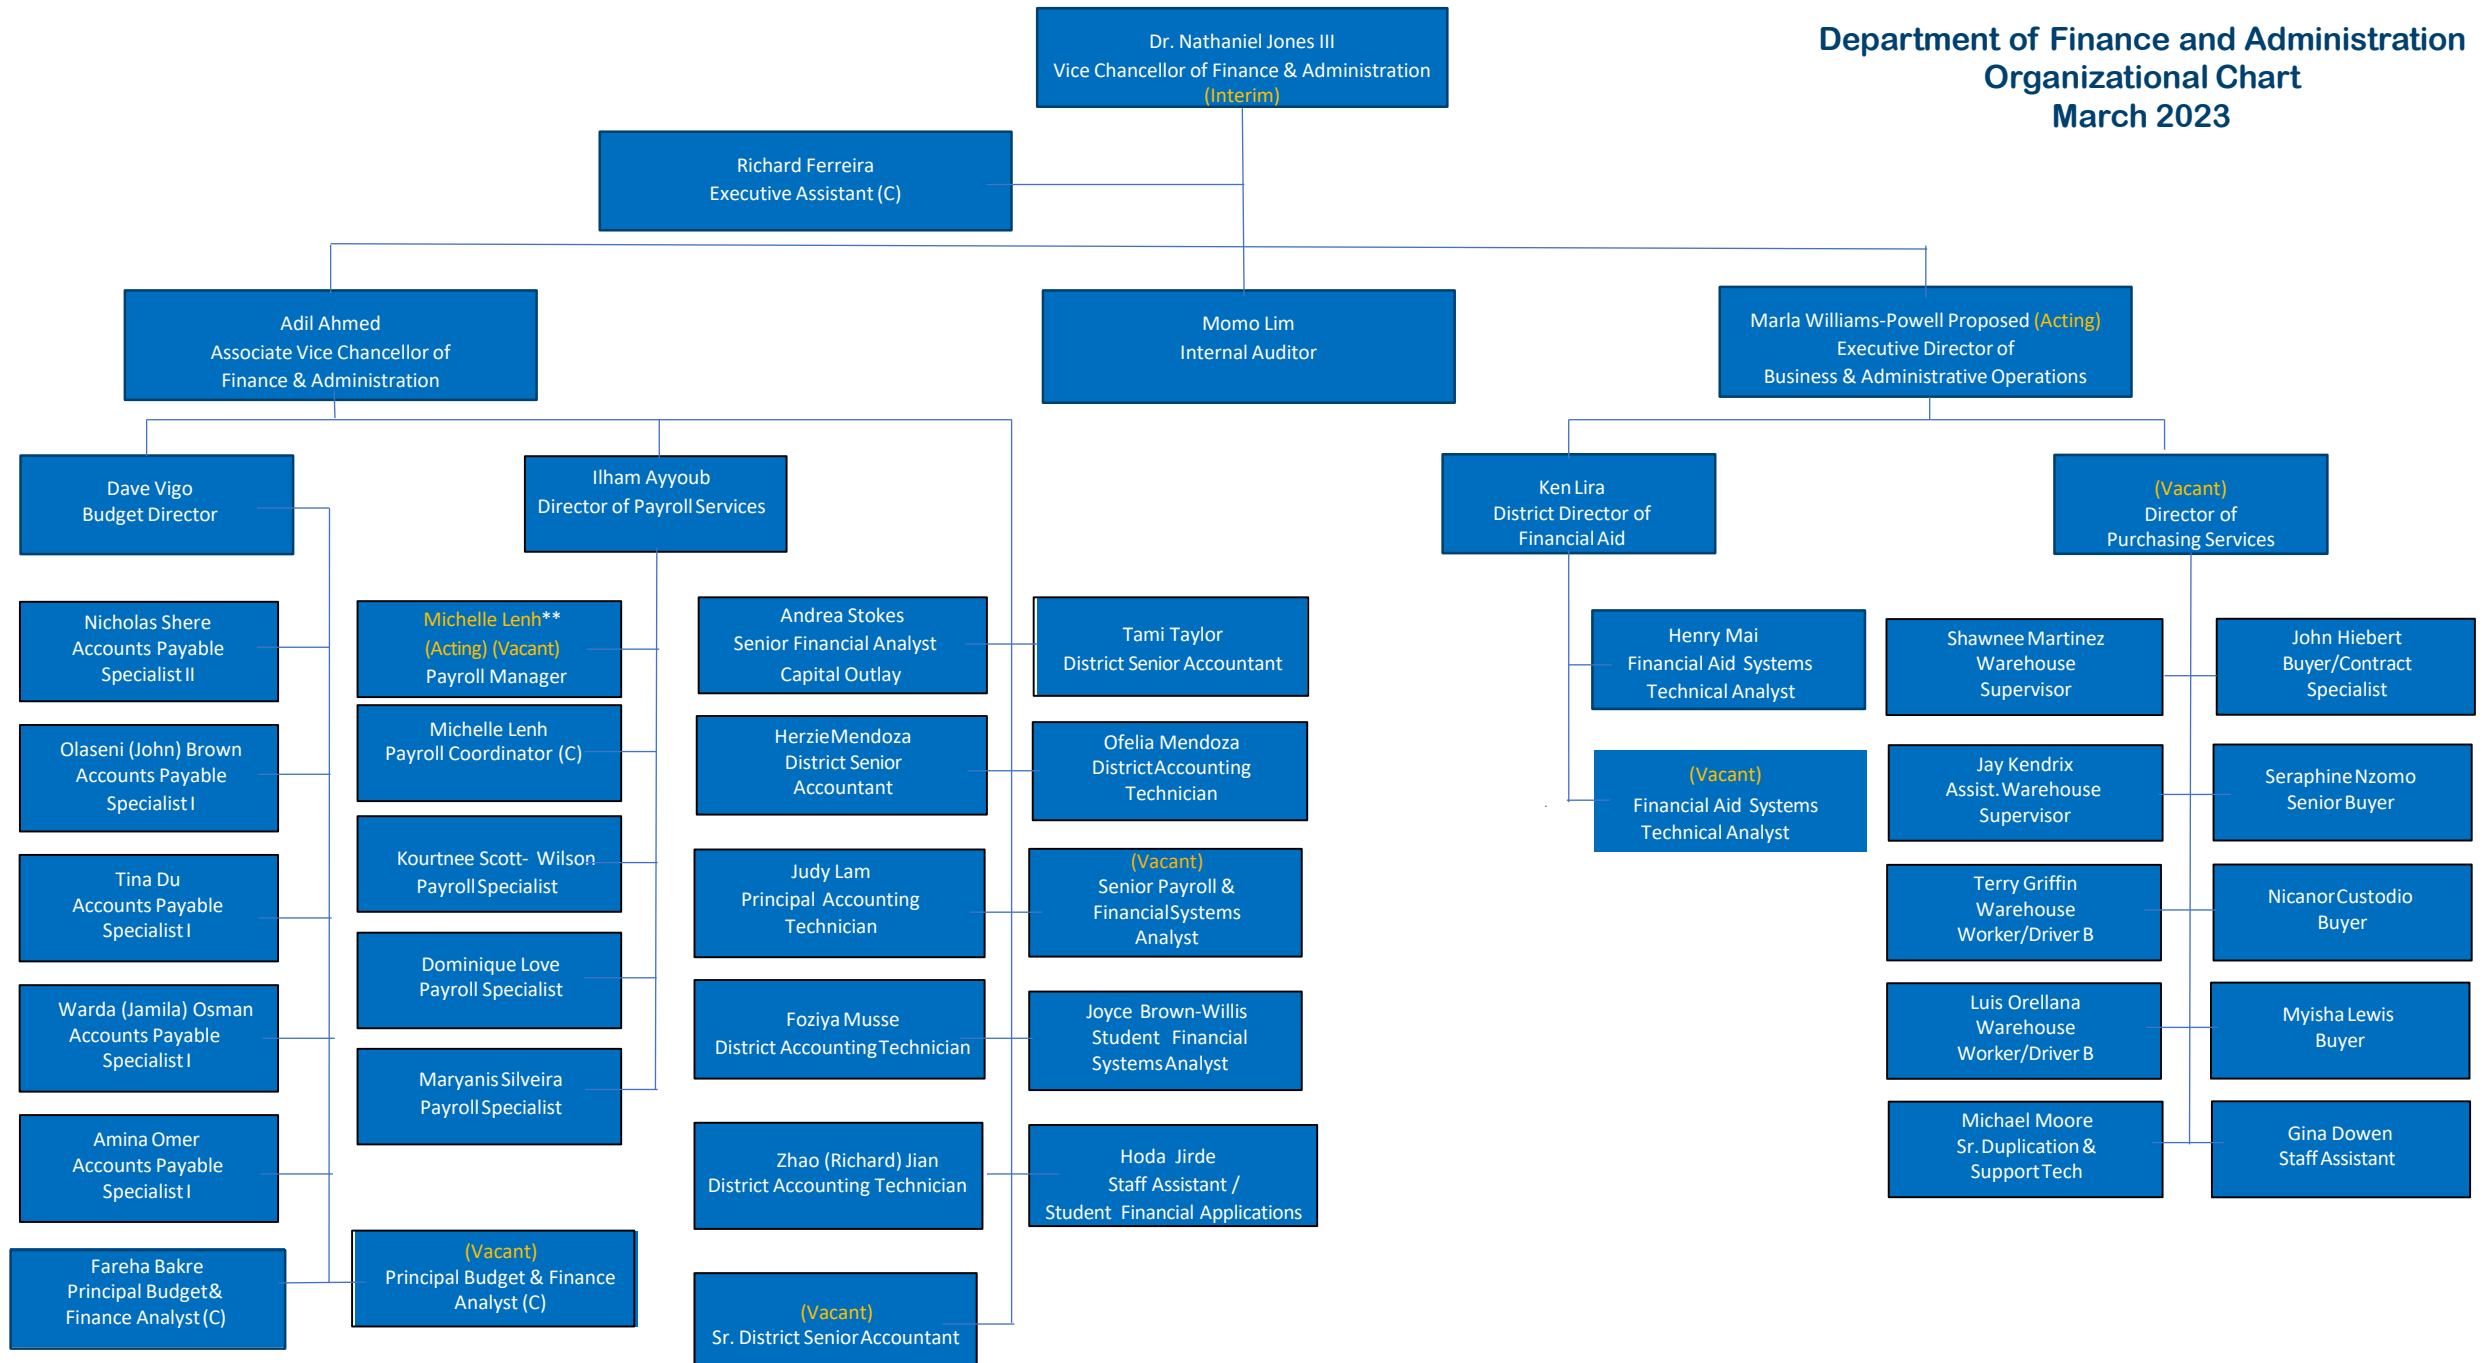 Department of Finance and Administration
Organizational Chart
March 2023
Dr. Nathaniel Jones III
Vice Chancellor of Finance & Administration
(Interim)
Richard Ferreira
Executive Assistant (C)
Adil Ahmed
Associate Vice Chancellor of
Finance & Administration
Momo Lim
Internal Auditor
Marla Williams-Powell Proposed (Acting)
Executive Director of
Business & Administrative Operations
Dave Vigo
Budget Director
Ilham Ayyoub
Director of Payroll Services
Ken Lira
District Director of
Financial Aid
(Vacant)
Director of
Purchasing Services
Nicholas Shere
Accounts Payable
Specialist II
Olaseni (John) Brown
Accounts Payable
Specialist I
Tina Du
Accounts Payable
Specialist I
Warda (Jamila) Osman
Accounts Payable
Specialist I
Amina Omer
Accounts Payable
Specialist I
Fareha Bakre
Principal Budget &
Finance Analyst (C)
(Vacant)
Principal Budget & Finance
Analyst (C)
Michelle Lenh**
(Acting) (Vacant)
Payroll Manager
Michelle Lenh
Payroll Coordinator (C)
Kourtnee Scott- Wilson
Payroll Specialist
Dominique Love
Payroll Specialist
Maryanis Silveira
Payroll Specialist
Andrea Stokes
Senior Financial Analyst
Capital Outlay
Tami Taylor
District Senior Accountant
Herzie Mendoza
District Senior
Accountant
Ofelia Mendoza
District Accounting
Technician
Judy Lam
Principal Accounting
Technician
(Vacant)
Senior Payroll &
Financial Systems
Analyst
Foziya Musse
District Accounting Technician
Joyce Brown-Willis
Student Financial
Systems Analyst
Zhao (Richard) Jian
District Accounting Technician
Hoda Jirde
Staff Assistant /
Student Financial Applications
(Vacant)
Sr. District Senior Accountant
Henry Mai
Financial Aid Systems
Technical Analyst
(Vacant)
Financial Aid Systems
Technical Analyst
Shawnee Martinez
Warehouse
Supervisor
John Hiebert
Buyer/Contract
Specialist
Jay Kendrix
Assist. Warehouse
Supervisor
Seraphine Nzomo
Senior Buyer
Terry Griffin
Warehouse
Worker/Driver B
Nicanor Custodio
Buyer
Luis Orellana
Warehouse
Worker/Driver B
Myisha Lewis
Buyer
Michael Moore
Sr. Duplication &
Support Tech
Gina Dowen
Staff Assistant